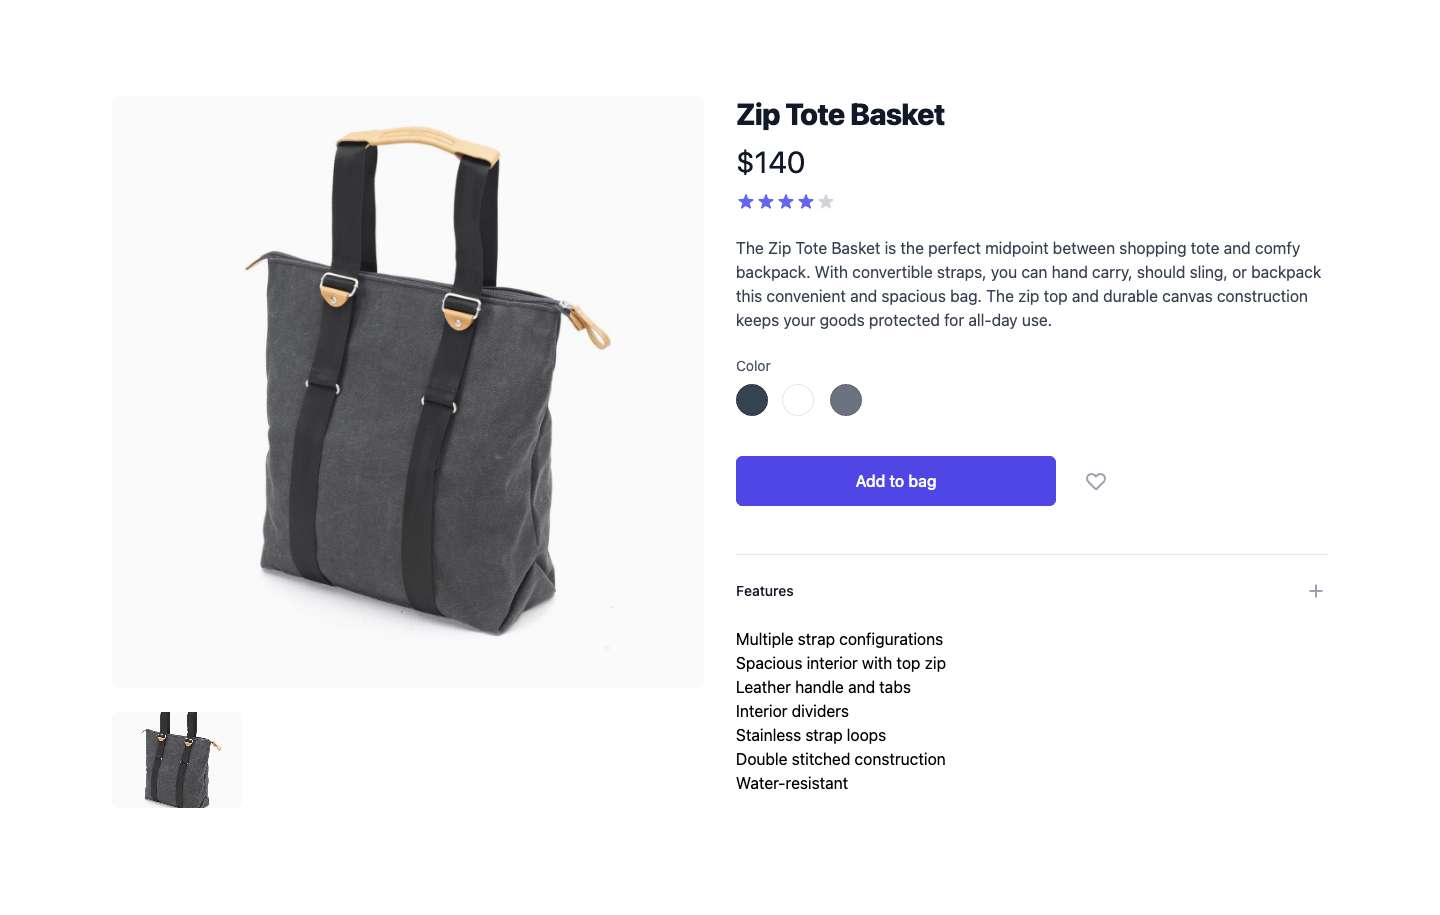 Zip Tote Basket
$140
The Zip Tote Basket is the perfect midpoint between shopping tote and comfy
backpack. With convertible straps, you can hand carry, should sling, or backpack
this convenient and spacious bag. The zip top and durable canvas construction
keeps your goods protected for all-day use.
Color
Add to bag
Features
Multiple strap configurations
Spacious interior with top zip
Leather handle and tabs
Interior dividers
Stainless strap loops
Double stitched construction
Water-resistant